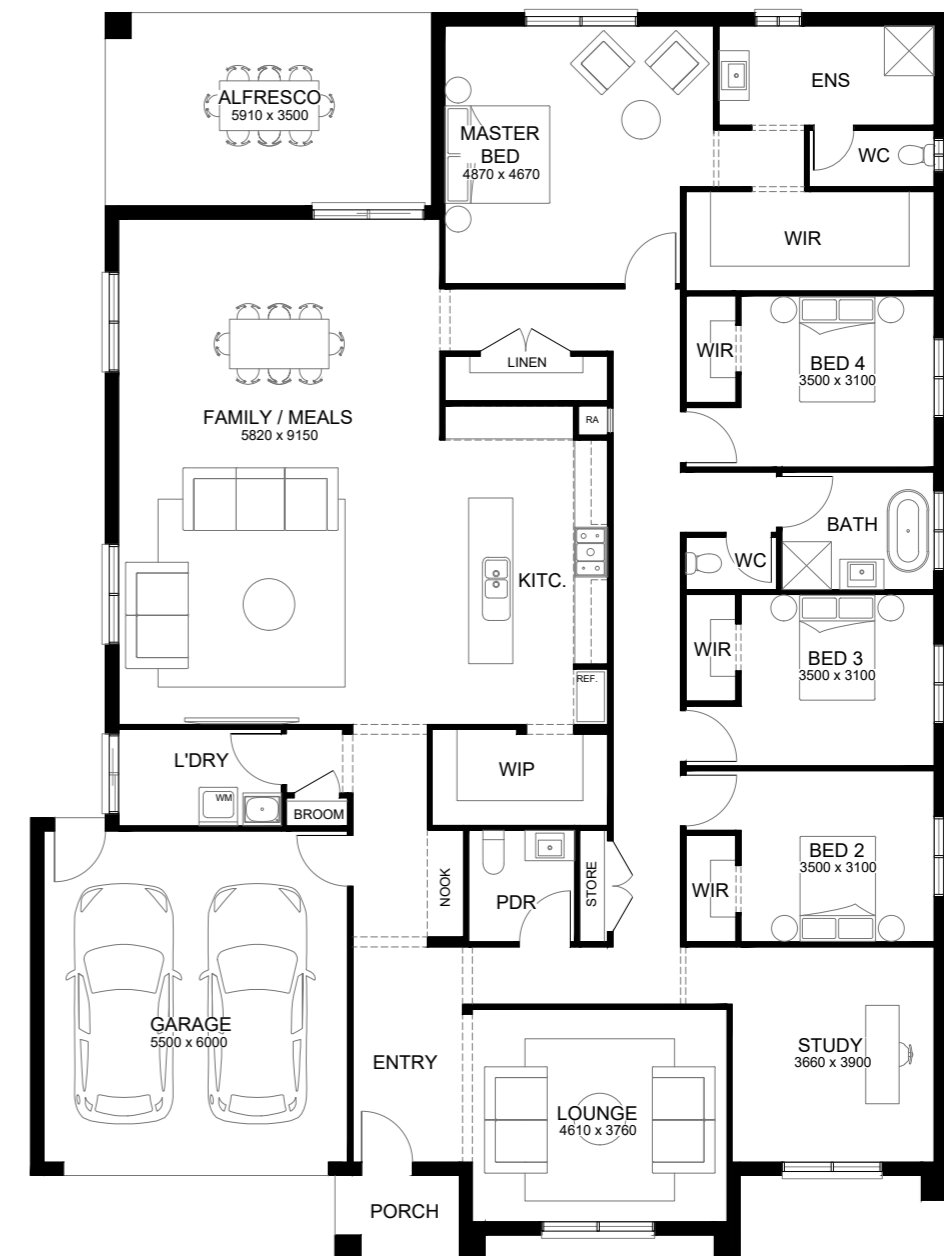 ALFRESCO
5910 x 3500
MASTER
BED
4870 x 4670
ENS
WC
WIR
LINEN
WIR
BED 4
3500 x 3100
FAMILY / MEALS
5820 x 9150
RA
BATH
WC
KITC.
WIR
BED 3
3500 x 3100
REF.
L'DRY
WM
BROOM
WIP
BED 2
3500 x 3100
WIR
NOOK
PDR
STORE
GARAGE
5500 x 6000
ENTRY
STUDY
3660 x 3900
LOUNGE
4610 x 3760
PORCH